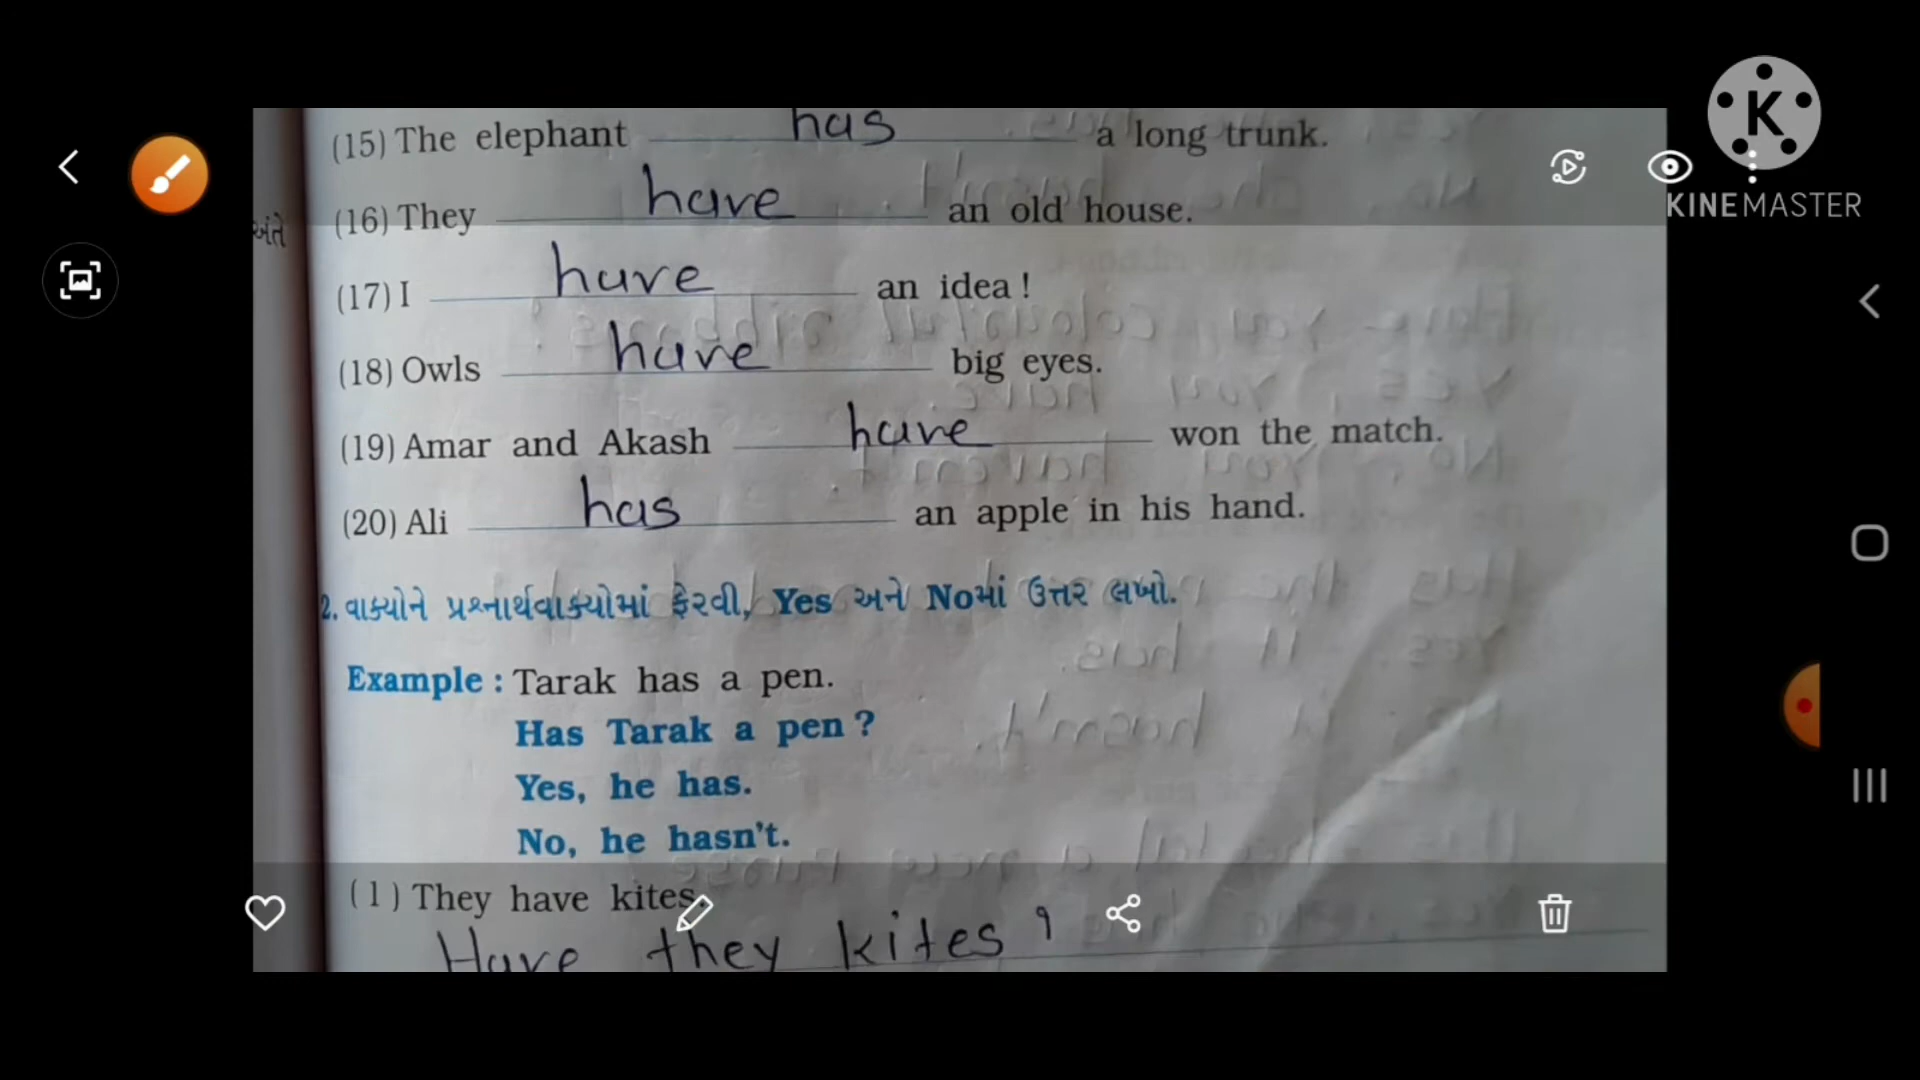 (15) The elephant has a long trunk.
(16) They have an old house.
અંતે
(17) I have an idea !
(18) Owls have big eyes.
(19) Amar and Akash have won the match.
(20) Ali has an apple in his hand.
2. વાક્યોને પ્રશ્નાર્થવાક્યોમાં ફેરવી, Yes અને Noમાં ઉત્તર લખો.
Example : Tarak has a pen.
Has Tarak a pen ?
Yes, he has.
No, he hasn't.
(1) They have kites.
Have they kites ?
K
KINEMASTER